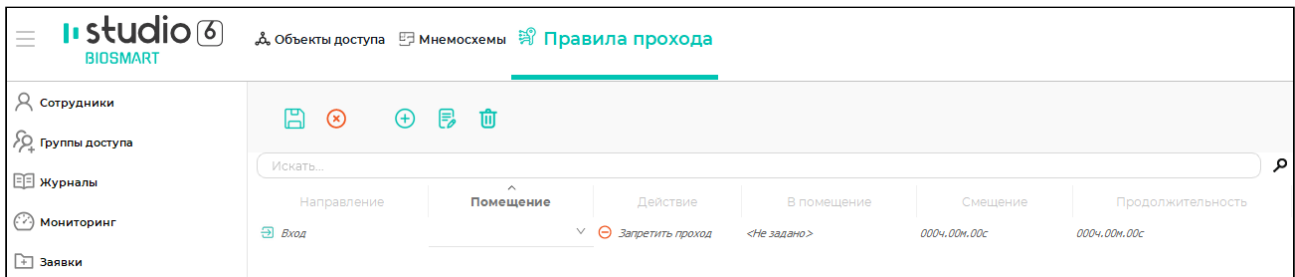 studio 6
BIOSMART
Объекты доступа Мнемосхемы Правила прохода
Сотрудники
Группы доступа
Журналы
Мониторинг
Заявки
Искать...
Направление Помещение Действие В помещение Смещение Продолжительность
Вход Запретить проход <Не задано> 000ч.00м.00с 000ч.00м.00с